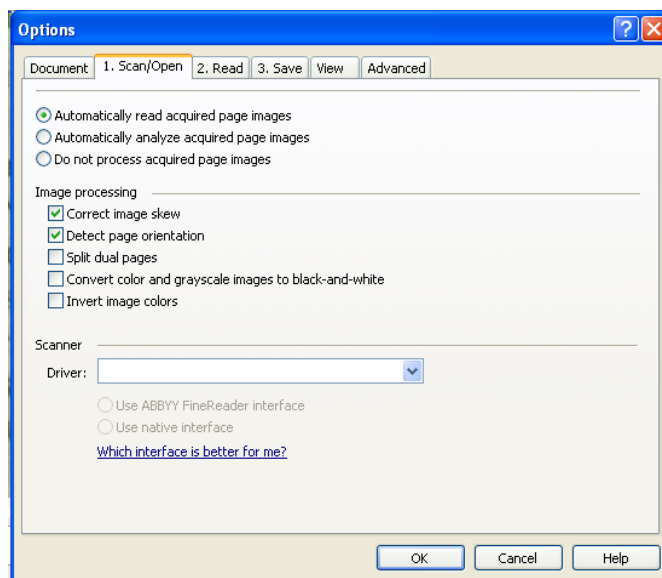 Options
Document 1. Scan/Open 2. Read 3. Save View Advanced
Automatically read acquired page images
Automatically analyze acquired page images
Do not process acquired page images
Image processing
Correct image skew
Detect page orientation
Split dual pages
Convert color and grayscale images to black-and-white
Invert image colors
Scanner
Driver:
Use ABBYY FineReader interface
Use native interface
Which interface is better for me?
OK Cancel Help